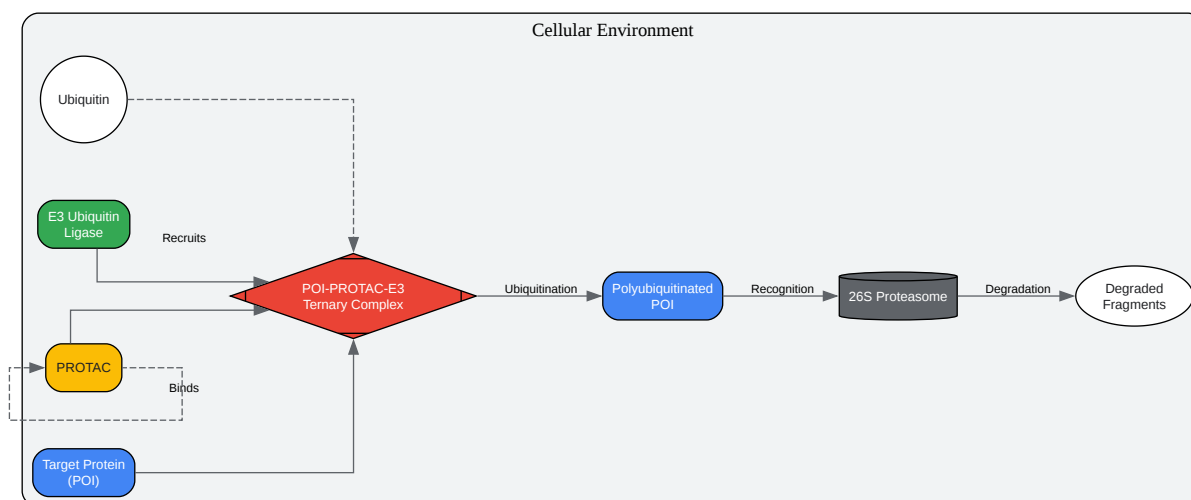 Cellular Environment
Ubiquitin
E3 Ubiquitin
Ligase
Recruits
POI-PROTAC-E3
Ternary Complex
Ubiquitination
Polyubiquitinated
POI
Recognition
26S Proteasome
Degradation
Degraded
Fragments
PROTAC
Binds
Target Protein
(POI)